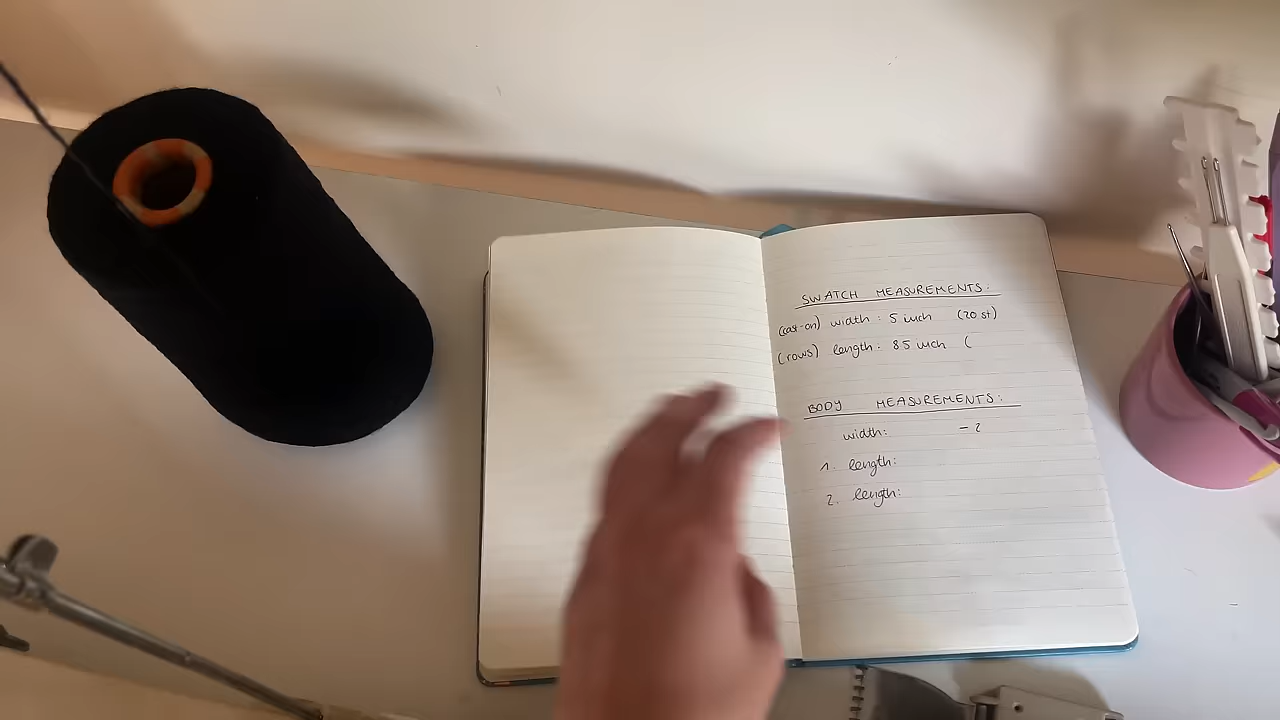 SWATCH MEASUREMENTS:
(cast-on) width: 5 inch (20 st)
(rows) length: 8 5 inch (
BODY MEASUREMENTS:
width: - 2
1. length:
2. length: